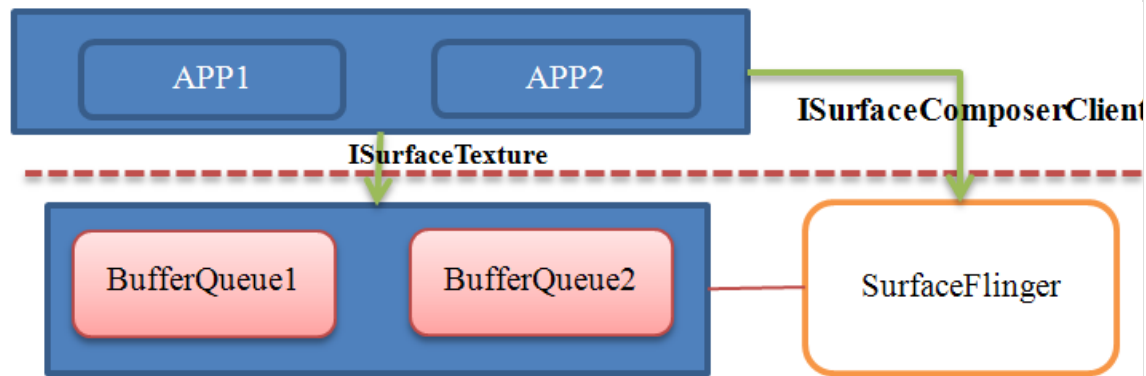 APP1
APP2
ISurfaceComposerClient
ISurfaceTexture
BufferQueue1
BufferQueue2
SurfaceFlinger